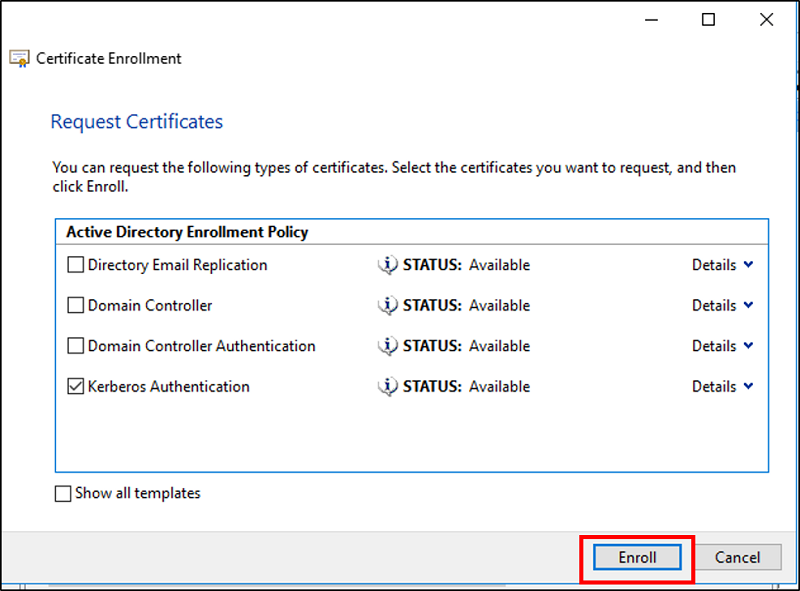 Certificate Enrollment
Request Certificates
You can request the following types of certificates. Select the certificates you want to request, and then
click Enroll.
Active Directory Enrollment Policy
Directory Email Replication STATUS: Available Details
Domain Controller STATUS: Available Details
Domain Controller Authentication STATUS: Available Details
Kerberos Authentication STATUS: Available Details
Show all templates
Enroll Cancel